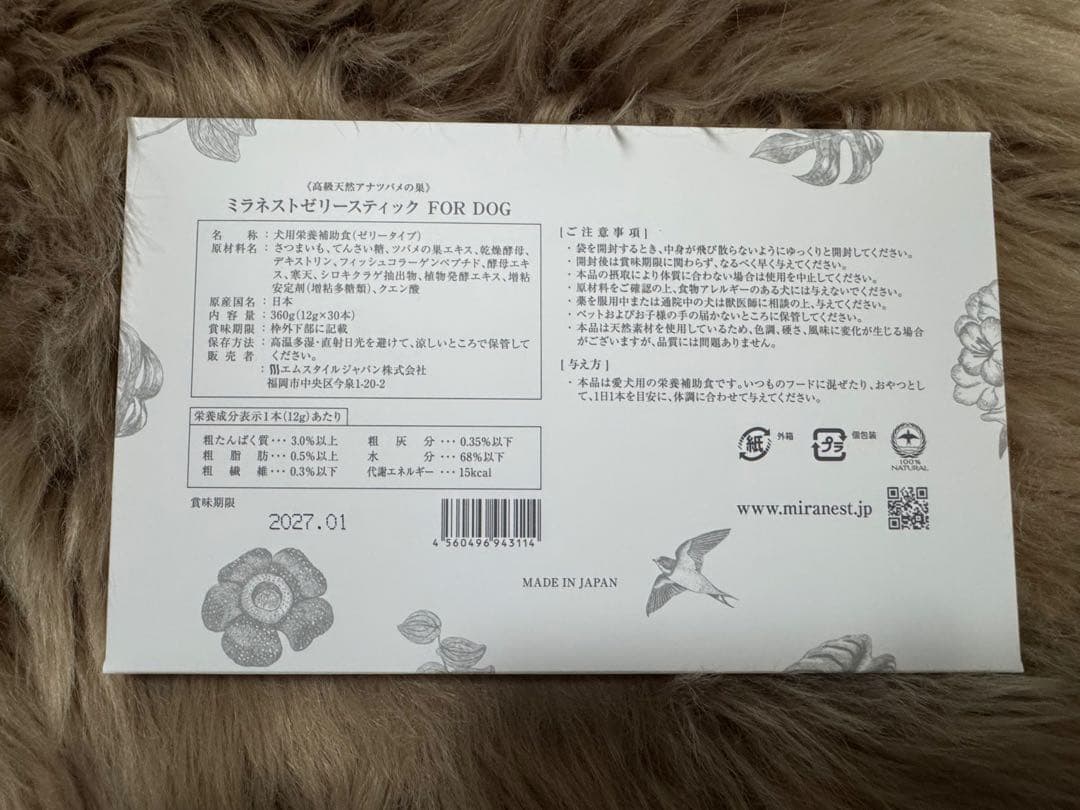 《高級天然アナツバメの巣》
ミラネストゼリースティック FOR DOG
名 称 : 犬用栄養補助食(ゼリータイプ)
原材料名 : さつまいも、てんさい糖、ツバメの巣エキス、乾燥酵母、
デキストリン、フィッシュコラーゲンペプチド、酵母エキ
ス、寒天、シロキクラゲ抽出物、植物発酵エキス、増粘
安定剤(増粘多糖類)、クエン酸
原産国名 : 日本
内 容 量 : 360g(12g×30本)
賞味期限 : 枠外下部に記載
保存方法 : 高温多湿・直射日光を避けて、涼しいところで保管して
ください。
販 売 者 : エムスタイルジャパン株式会社
福岡市中央区今泉1-20-2
栄養成分表示1本(12g)あたり
粗たんぱく質・・・3.0%以上 粗 灰 分・・・0.35%以下
粗 脂 肪・・・0.5%以上 水 分・・・68%以下
粗 繊 維・・・0.3%以下 代謝エネルギー・・・15kcal
賞味期限
2027.01
4 560496 943114
[ご注意事項]
・袋を開封するとき、中身が飛び散らないようにゆっくりと開封してください。
・開封後は賞味期限に関わらず、なるべく早く与えてください。
・本品の摂取により体質に合わない場合は使用を中止してください。
・原材料をご確認の上、食物アレルギーのある犬には与えないでください。
・薬を服用中または通院中の犬は獣医師に相談の上、与えてください。
・ペットおよびお子様の手の届かないところに保管してください。
・本品は天然素材を使用しているため、色調、硬さ、風味に変化が生じる場合
がございますが、品質には問題ありません。
[与え方]
・本品は愛犬用の栄養補助食です。いつものフードに混ぜたり、おやつとし
て、1日1本を目安に、体調に合わせて与えてください。
紙 外箱 プラ 個包装
100%
NATURAL
www.miranest.jp
MADE IN JAPAN